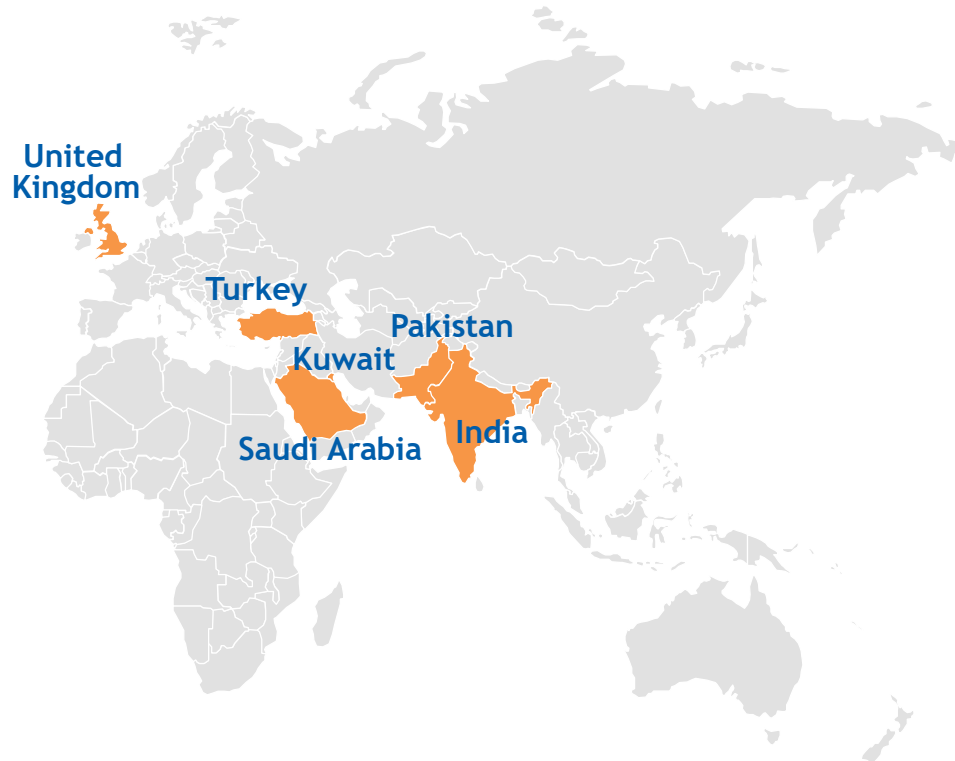 United
Kingdom
Turkey
Pakistan
Kuwait
India
Saudi Arabia